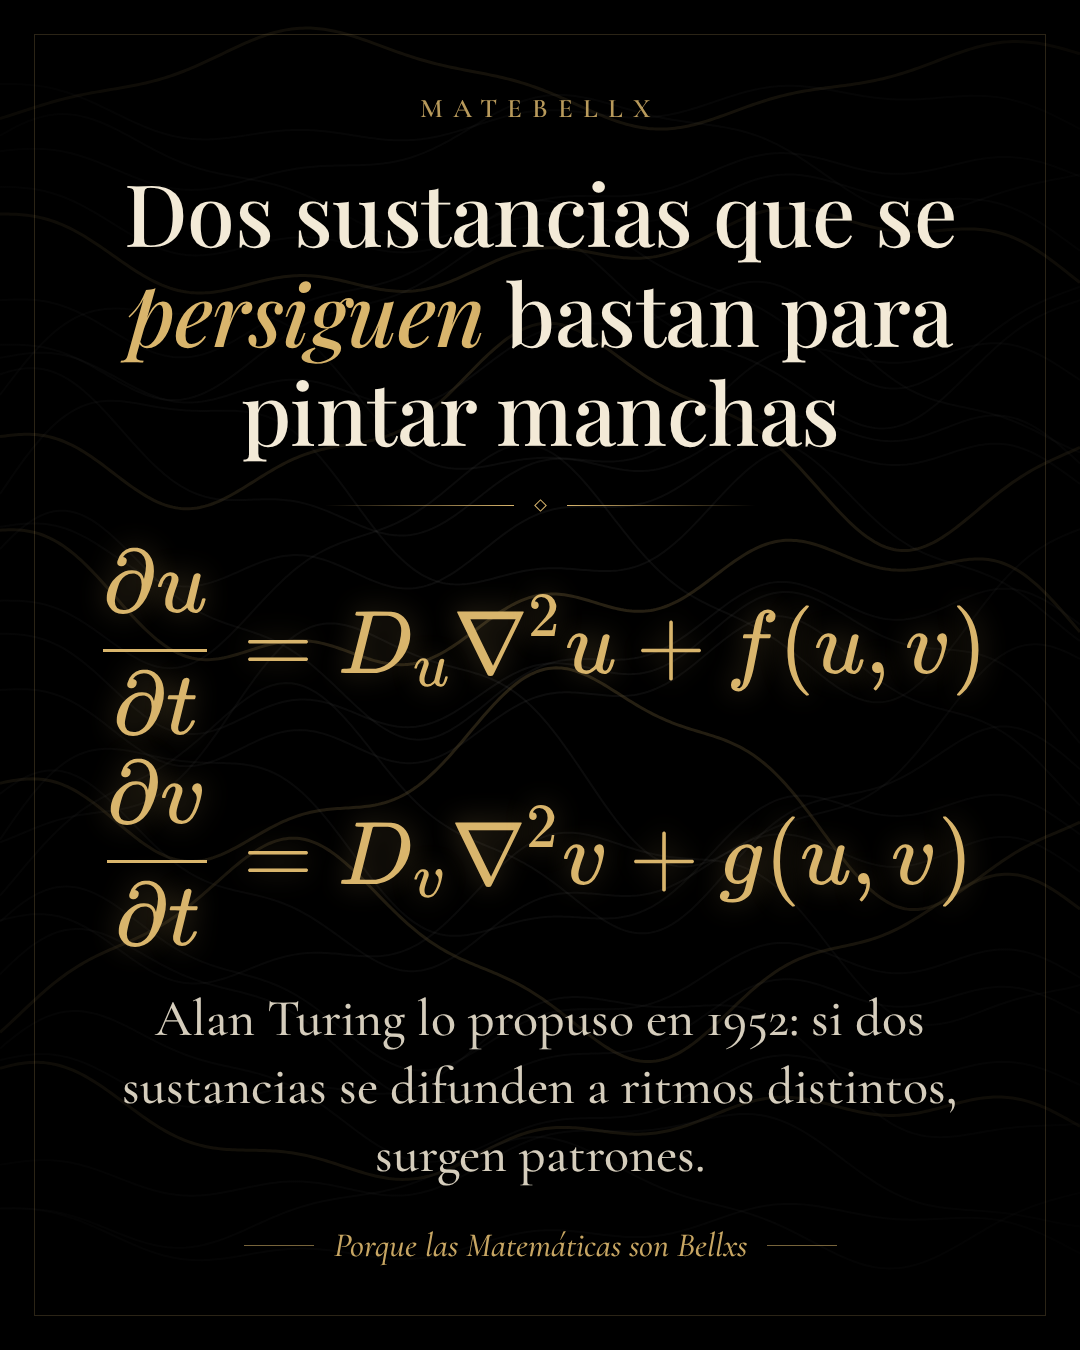 MATEBELLX
Dos sustancias que se
persiguen bastan para
pintar manchas
∂u/∂t = D_u∇²u + f(u, v)
∂v/∂t = D_v∇²v + g(u, v)
Alan Turing lo propuso en 1952: si dos
sustancias se difunden a ritmos distintos,
surgen patrones.
Porque las Matemáticas son Bellxs